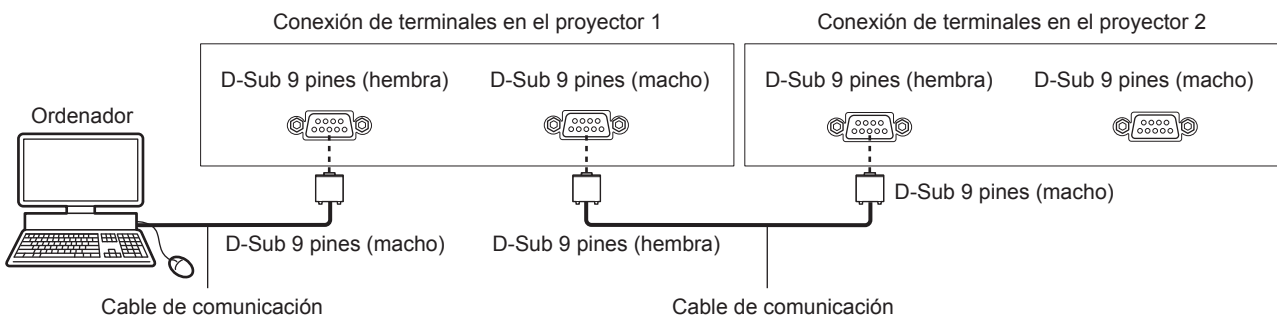 Conexión de terminales en el proyector 1
Conexión de terminales en el proyector 2
D-Sub 9 pines (hembra)
D-Sub 9 pines (macho)
D-Sub 9 pines (hembra)
D-Sub 9 pines (macho)
Ordenador
D-Sub 9 pines (macho)
D-Sub 9 pines (macho)
D-Sub 9 pines (hembra)
Cable de comunicación
Cable de comunicación